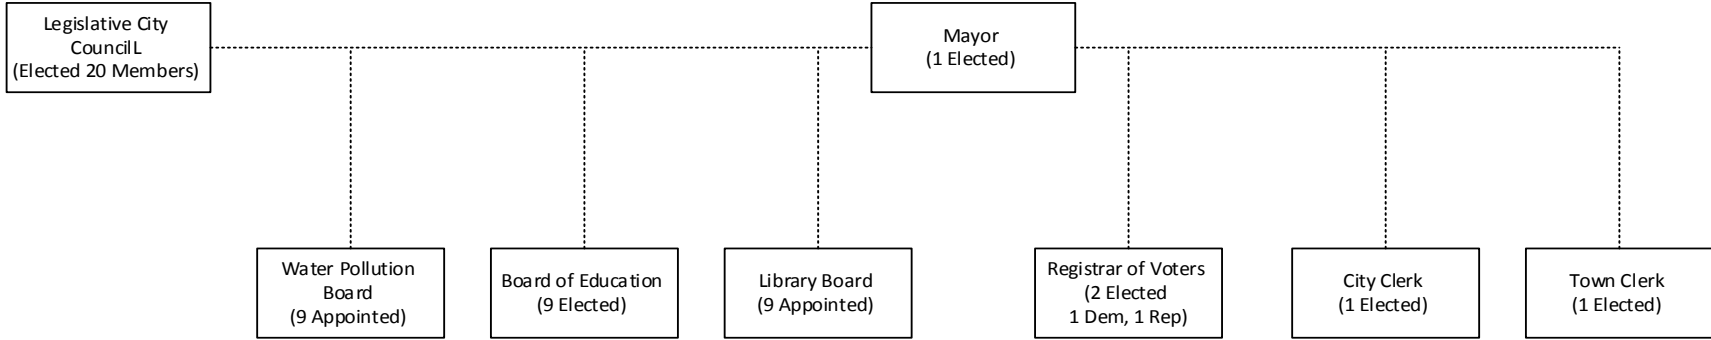 Legislative City
CouncilL
(Elected 20 Members)
Mayor
(1 Elected)
Water Pollution
Board
(9 Appointed)
Board of Education
(9 Elected)
Library Board
(9 Appointed)
Registrar of Voters
(2 Elected
1 Dem, 1 Rep)
City Clerk
(1 Elected)
Town Clerk
(1 Elected)